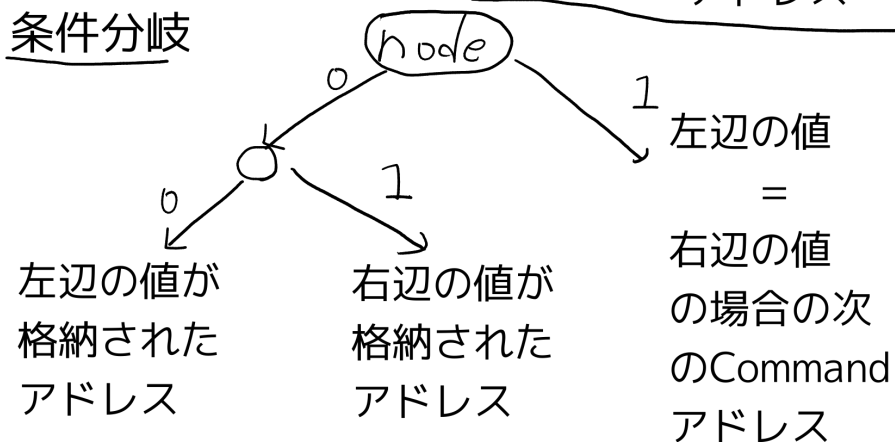 アドレス
条件分岐
node
0
1
左辺の値
=
右辺の値
の場合の次
のCommand
アドレス
0
1
左辺の値が
格納された
アドレス
右辺の値が
格納された
アドレス